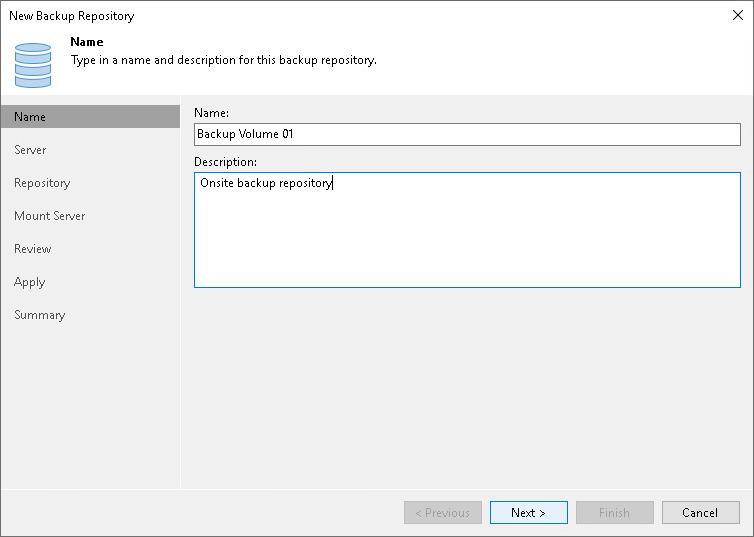 New Backup Repository
Name
Type in a name and description for this backup repository.
Name
Server
Repository
Mount Server
Review
Apply
Summary
Name:
Backup Volume 01
Description:
Onsite backup repository
< Previous
Next >
Finish
Cancel